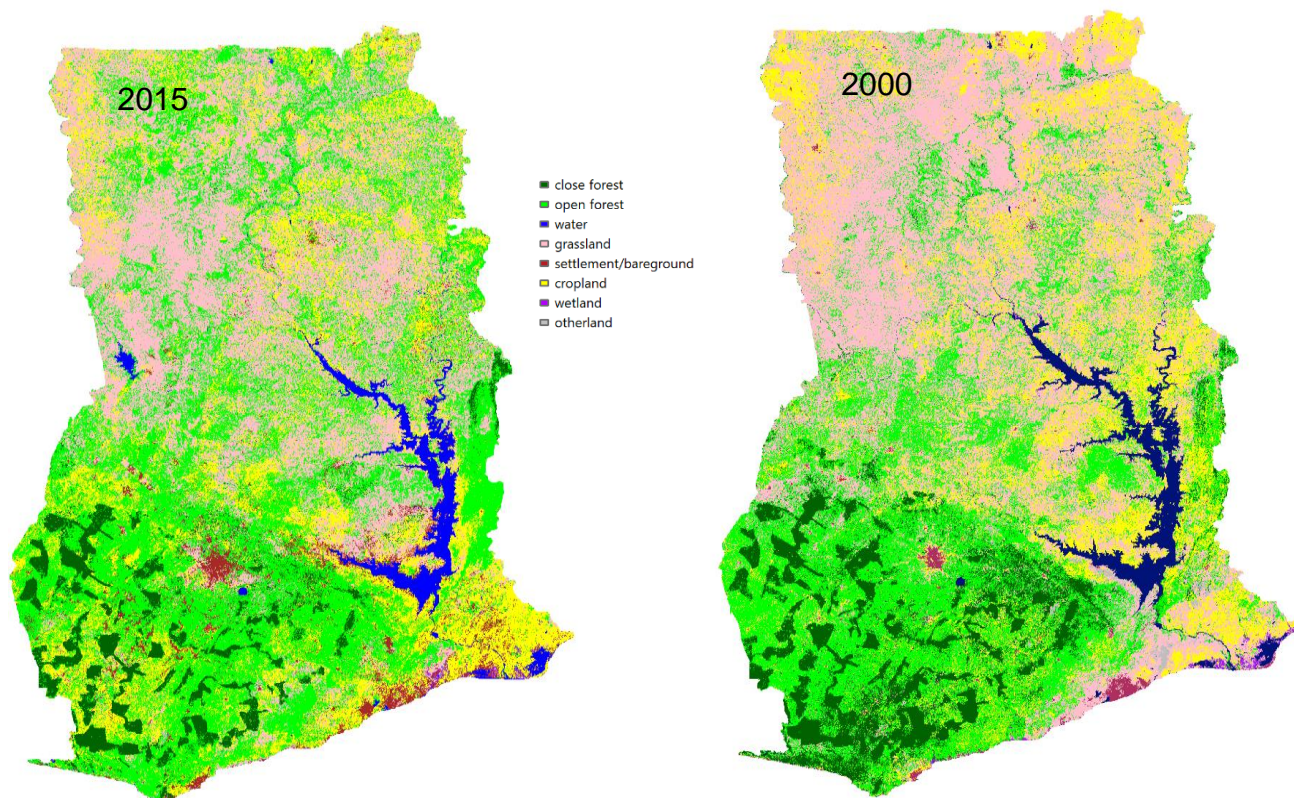 2015
2000
close forest
open forest
water
grassland
settlement/bareground
cropland
wetland
otherland